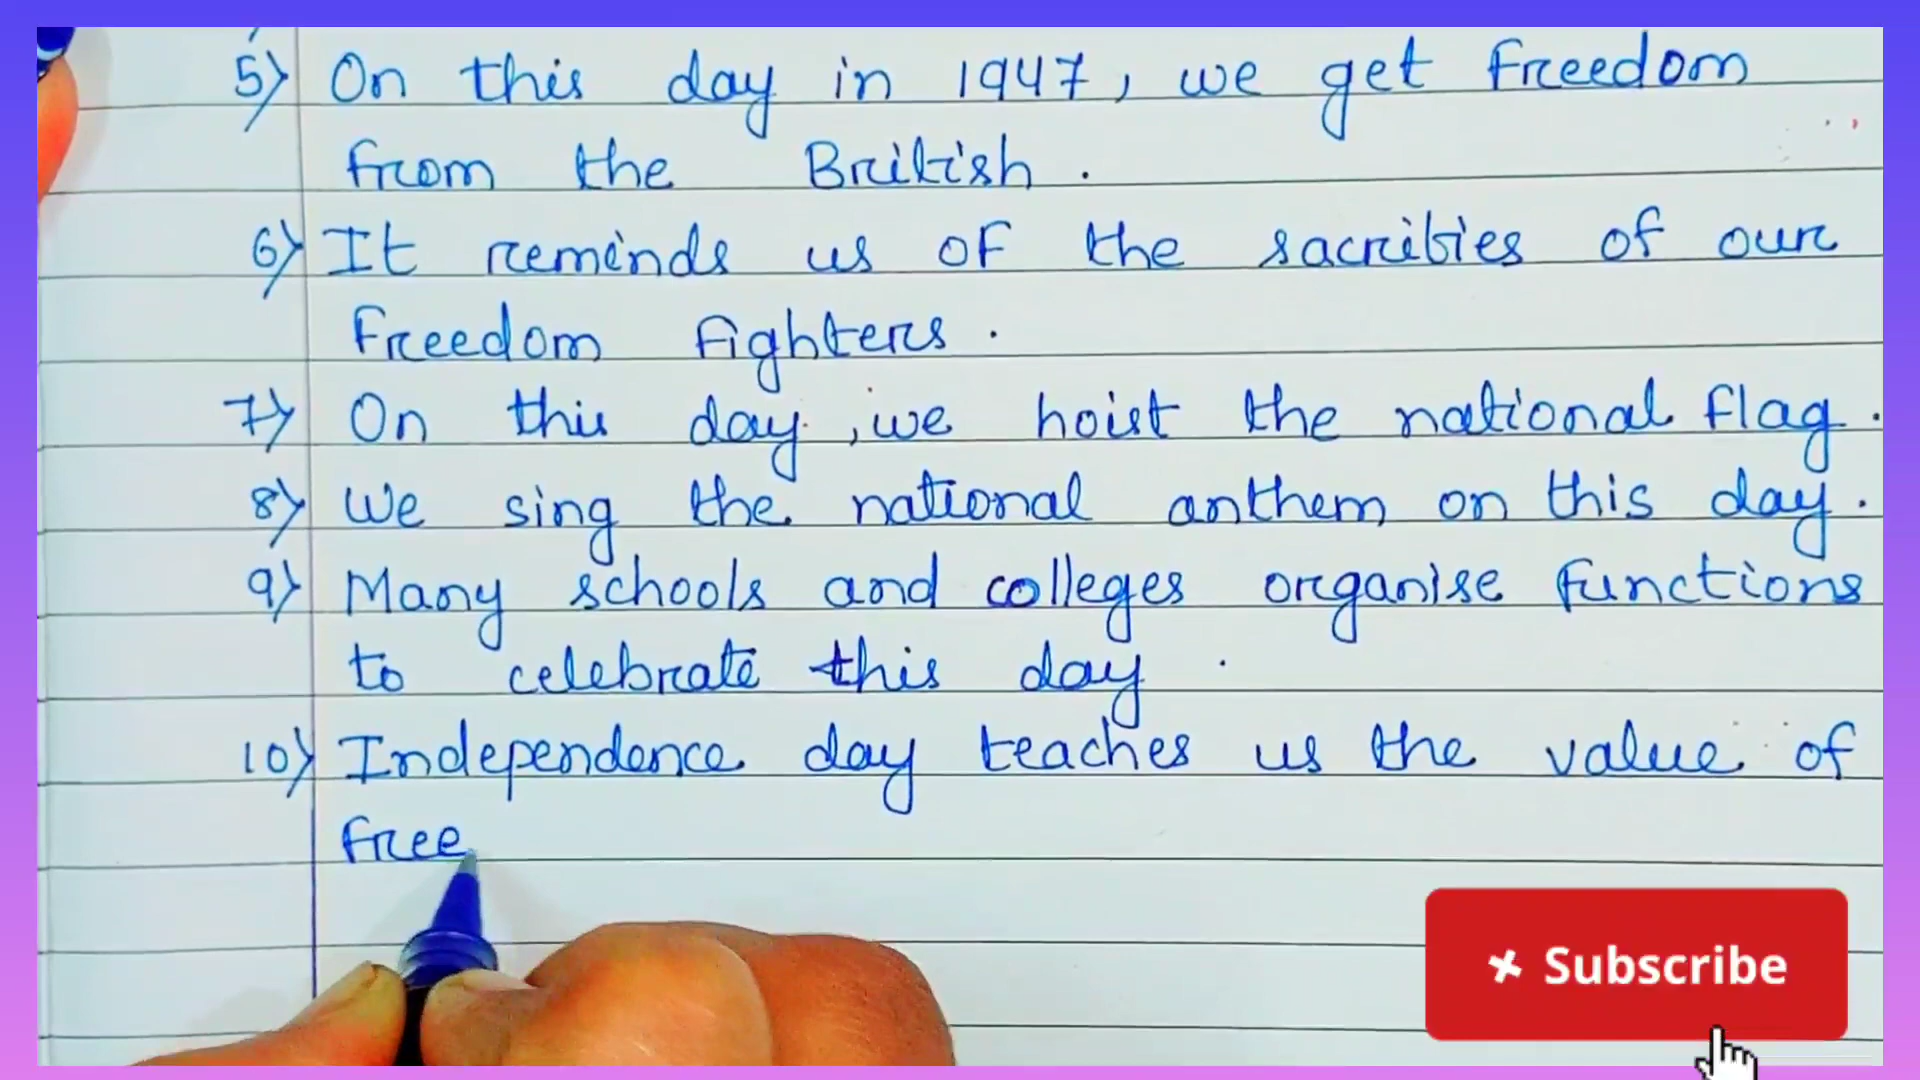 5) On this day in 1947, we get freedom
from the British.
6) It reminds us of the sacribies of our
freedom fighters.
7) On this day, we hoist the national flag.
8) We sing the national anthem on this day.
9) Many schools and colleges organise functions
to celebrate this day.
10) Independence day teaches us the value of
free
Subscribe